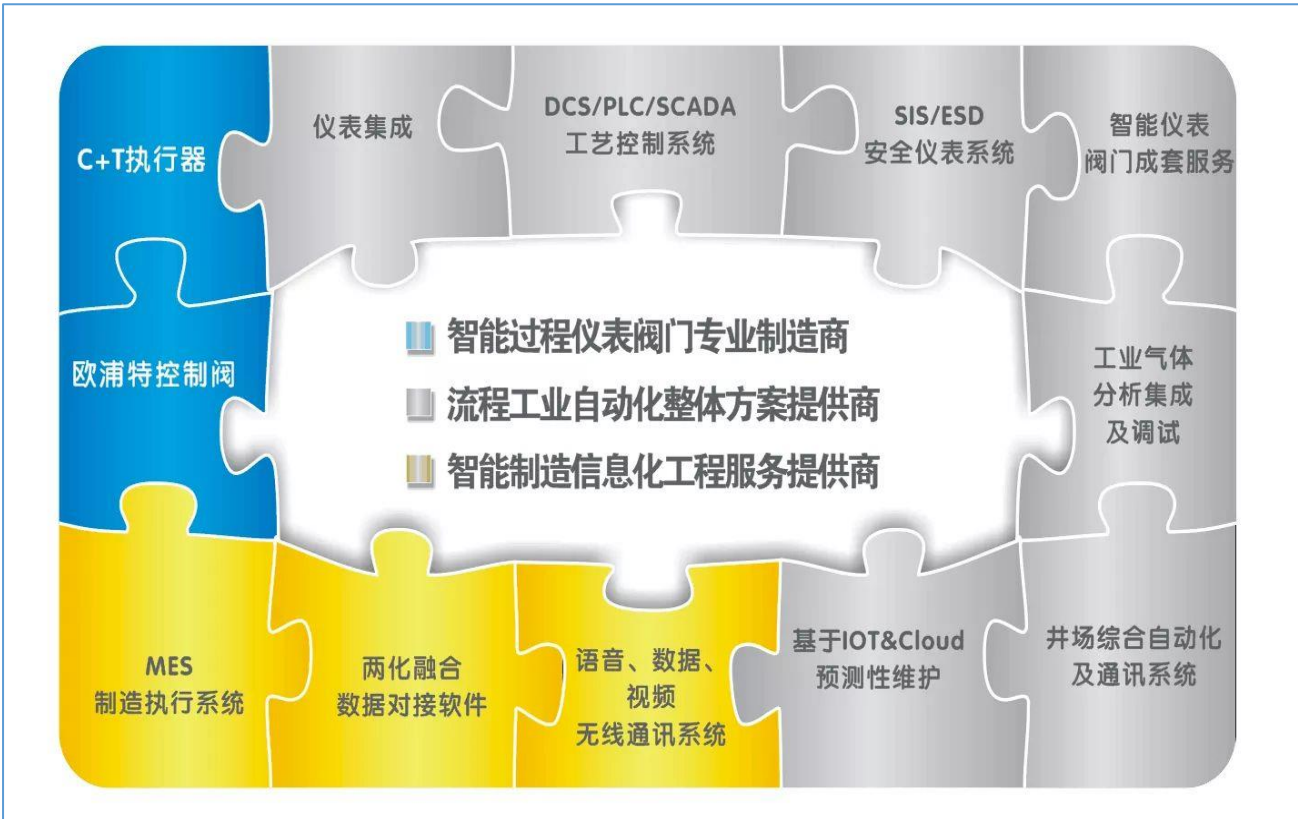 C+T执行器
仪表集成
DCS/PLC/SCADA
工艺控制系统
SIS/ESD
安全仪表系统
智能仪表
阀门成套服务
欧浦特控制阀
智能过程仪表阀门专业制造商
流程工业自动化整体方案提供商
智能制造信息化工程服务提供商
工业气体
分析集成
及调试
MES
制造执行系统
两化融合
数据对接软件
语音、数据、
视频
无线通讯系统
基于IOT&Cloud
预测性维护
井场综合自动化
及通讯系统